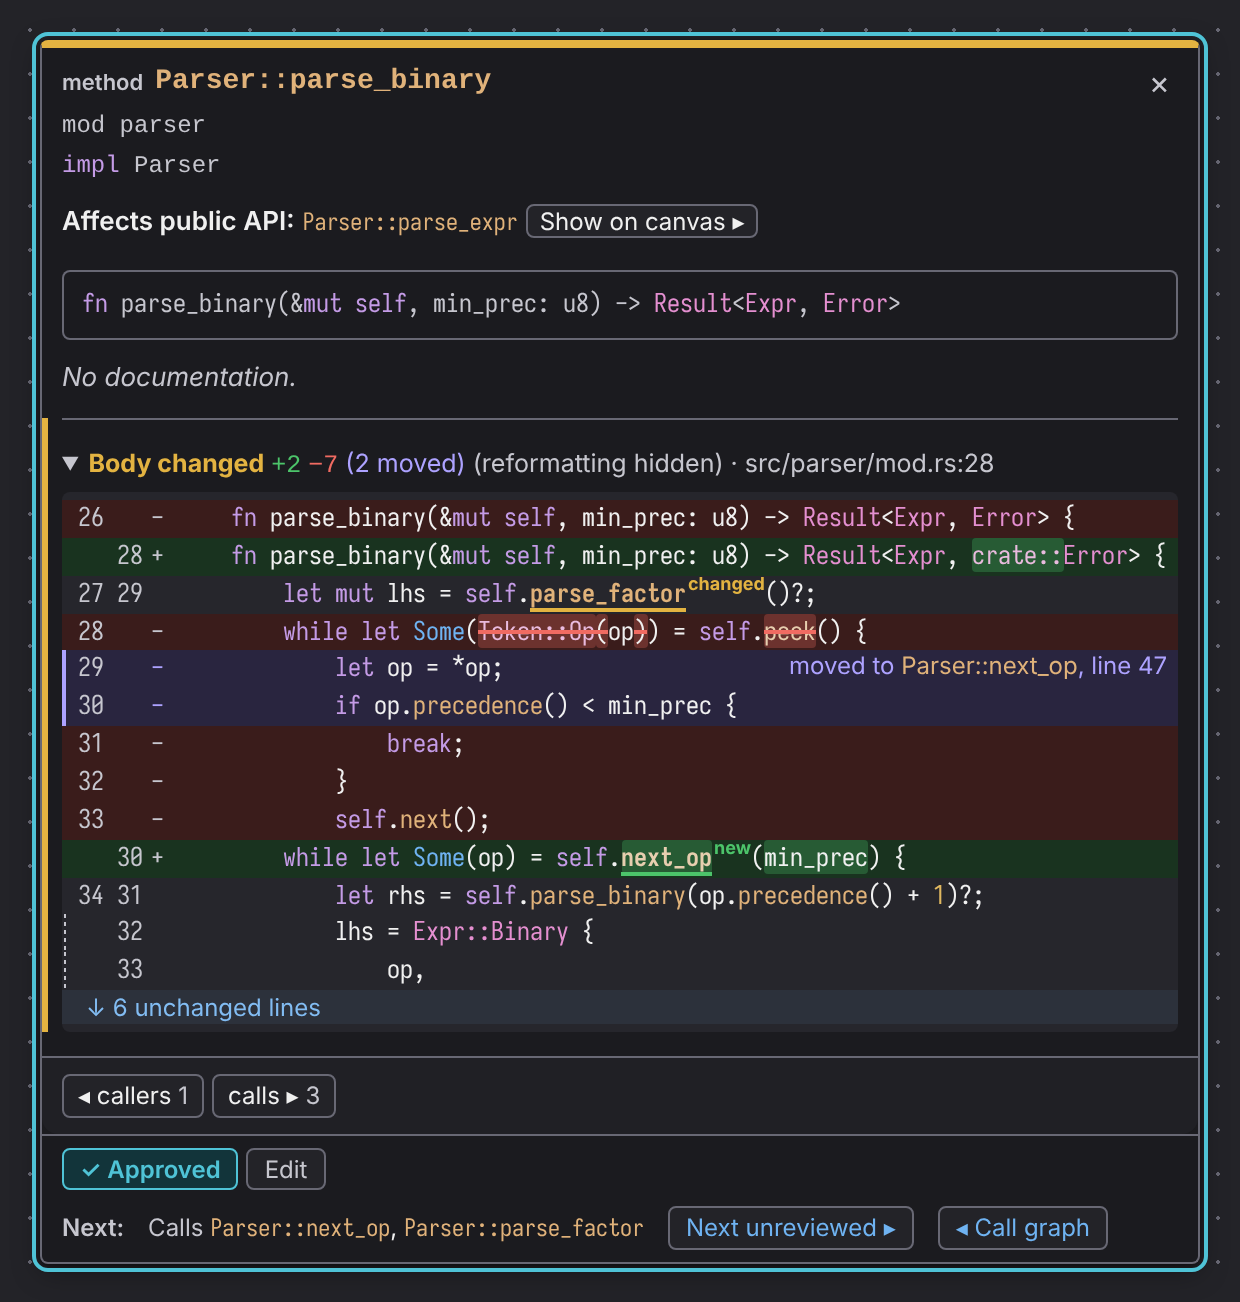 method Parser::parse_binary ✕
mod parser
impl Parser
Affects public API: Parser::parse_expr Show on canvas ▸
fn parse_binary(&mut self, min_prec: u8) -> Result<Expr, Error>
No documentation.
▼ Body changed +2 −7 (2 moved) (reformatting hidden) · src/parser/mod.rs:28
26 − fn parse_binary(&mut self, min_prec: u8) -> Result<Expr, Error> {
28 + fn parse_binary(&mut self, min_prec: u8) -> Result<Expr, crate::Error> {
27 29 let mut lhs = self.parse_factor changed ()?;
28 − while let Some(Token::Op(op)) = self.peek() {
29 − let op = *op; moved to Parser::next_op, line 47
30 − if op.precedence() < min_prec {
31 − break;
32 − }
33 − self.next();
30 + while let Some(op) = self.next_op new (min_prec) {
34 31 let rhs = self.parse_binary(op.precedence() + 1)?;
32 lhs = Expr::Binary {
33 op,
↓ 6 unchanged lines
◂ callers 1 calls ▸ 3
✓ Approved Edit
Next: Calls Parser::next_op, Parser::parse_factor Next unreviewed ▸ ◂ Call graph